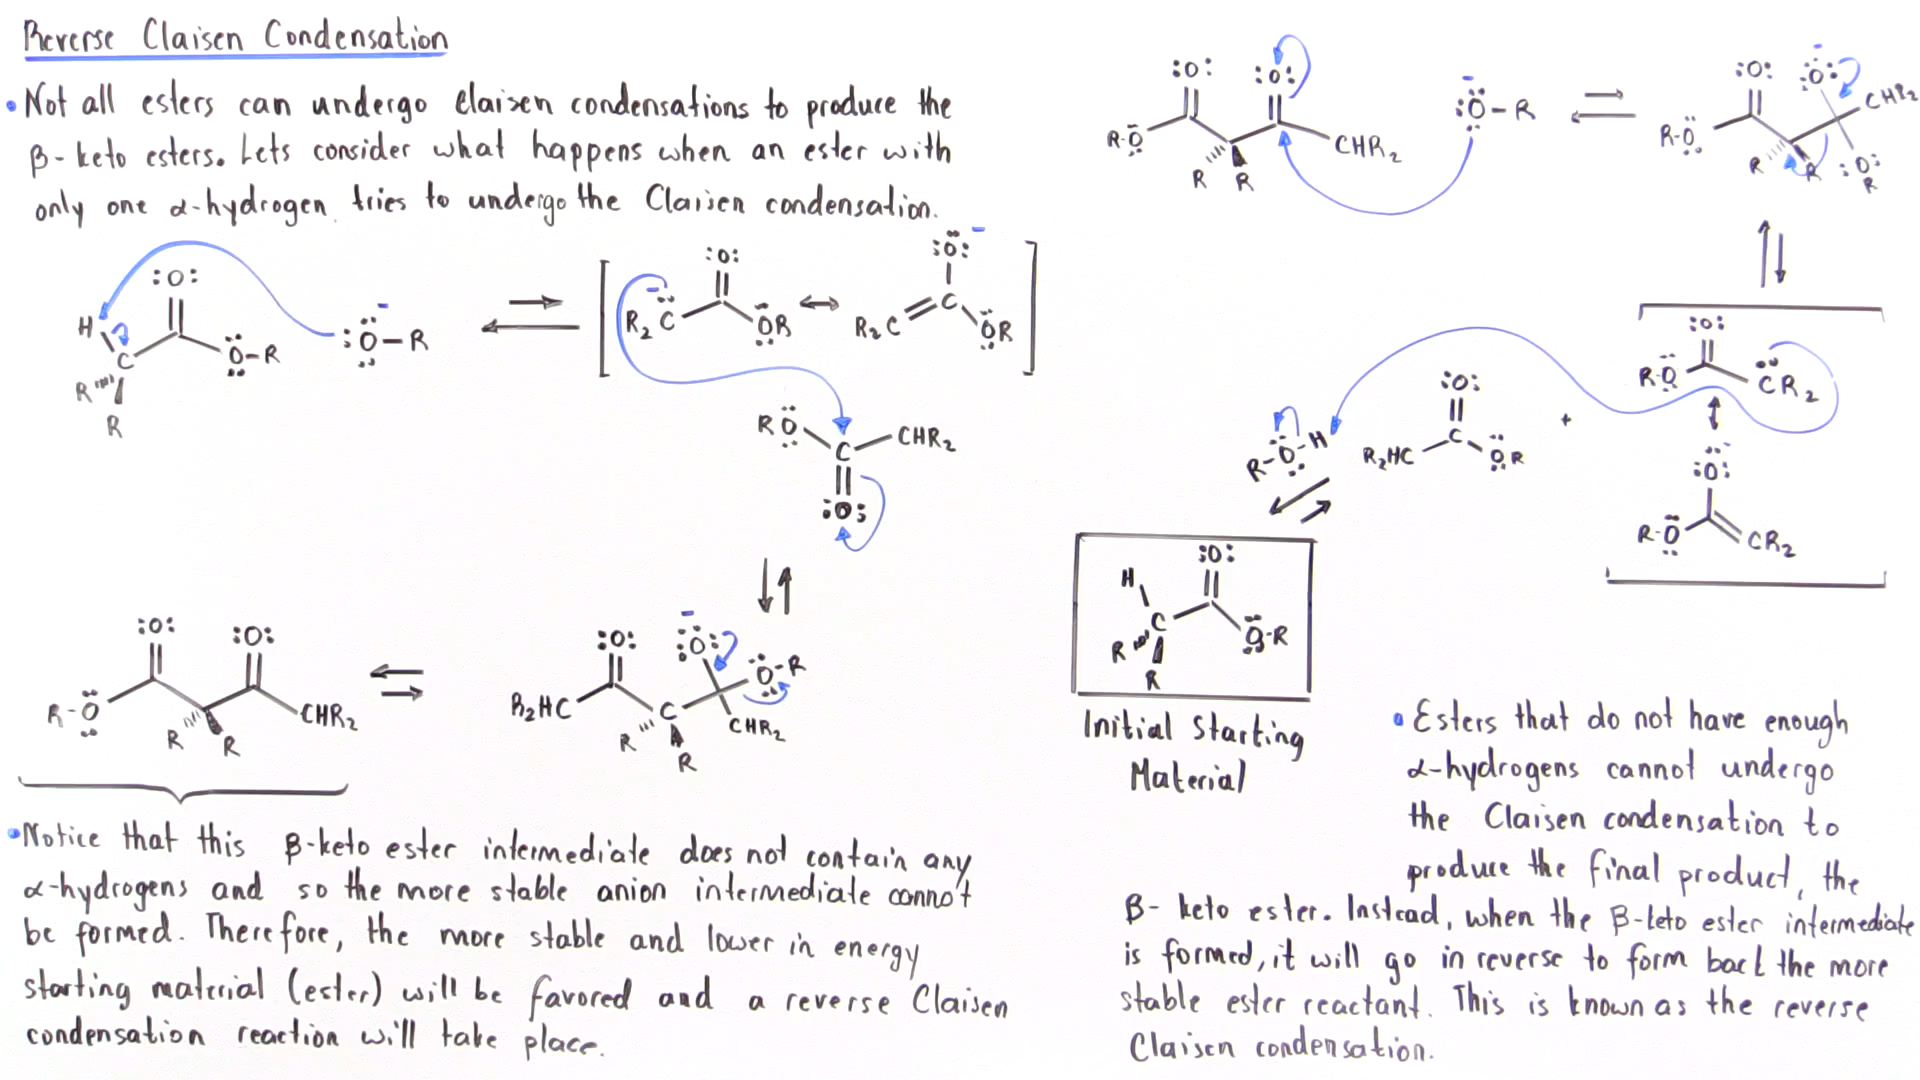 Reverse Claisen Condensation
• Not all esters can undergo Claisen condensations to produce the
β-keto esters. Lets consider what happens when an ester with
only one α-hydrogen tries to undergo the Claisen condensation.
H :O:
C O-R
R
R
:O-R
:O: :O:
R₂C OR R₂C C OR
RO C CHR₂
:O:
:O: :O: O-R
R₂HC C CHR₂
R R
:O: :O:
R-O CHR₂
R R
• Notice that this β-keto ester intermediate does not contain any
α-hydrogens and so the more stable anion intermediate cannot
be formed. Therefore, the more stable and lower in energy
starting material (ester) will be favored and a reverse Claisen
condensation reaction will take place.
:O: :O:
R-O CHR₂
R R
:O-R
:O: :O: CHR₂
R-O
R R :O:
R
:O:
RO CR₂
:O:
R-O CR₂
:O:
R-O-H R₂HC C OR +
H :O:
C O-R
R
R
Initial Starting
Material
• Esters that do not have enough
α-hydrogens cannot undergo
the Claisen condensation to
produce the final product, the
β-keto ester. Instead, when the β-keto ester intermediate
is formed, it will go in reverse to form back the more
stable ester reactant. This is known as the reverse
Claisen condensation.